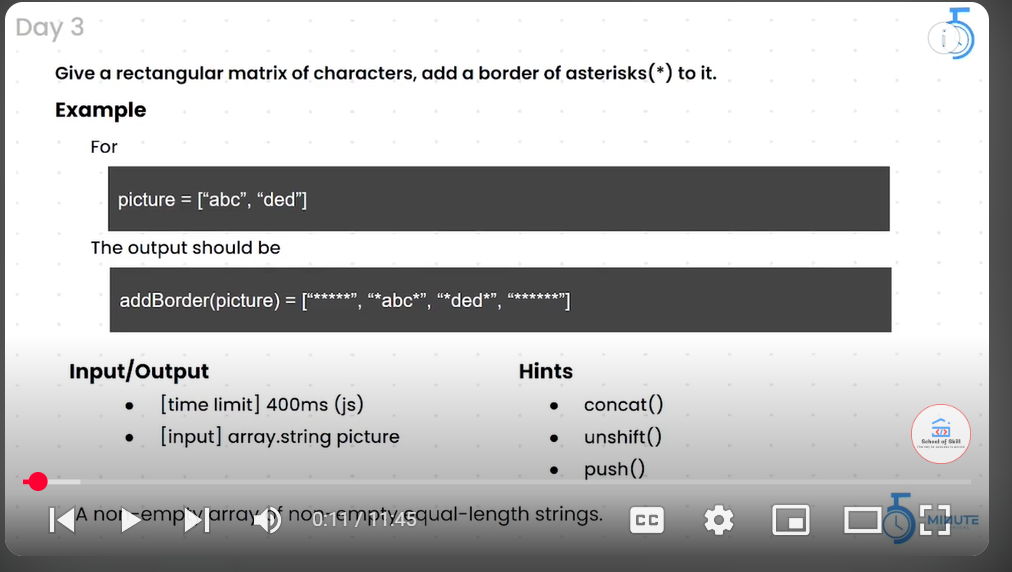 Day 3
5
Give a rectangular matrix of characters, add a border of asterisks(*) to it.
Example
For
picture = [“abc”, “ded”]
The output should be
addBorder(picture) = [“*****”, “*abc*”, “*ded*”, “******”]
Input/Output
[time limit] 400ms (js)
[input] array.string picture
Hints
concat()
unshift()
push()
School of Skill
A non-empty array of non-empty equal-length strings.
0:11 / 11:45
CC
5 MINUTE